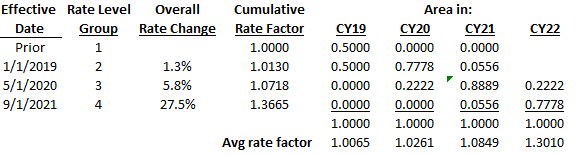 Effective Rate Level Overall Cumulative Area in:
Date Group Rate Change Rate Factor CY19 CY20 CY21 CY22
Prior 1 1.0000 0.5000 0.0000 0.0000
1/1/2019 2 1.3% 1.0130 0.5000 0.7778 0.0556
5/1/2020 3 5.8% 1.0718 0.0000 0.2222 0.8889 0.2222
9/1/2021 4 27.5% 1.3665 0.0000 0.0000 0.0556 0.7778
1.0000 1.0000 1.0000 1.0000
Avg rate factor 1.0065 1.0261 1.0849 1.3010